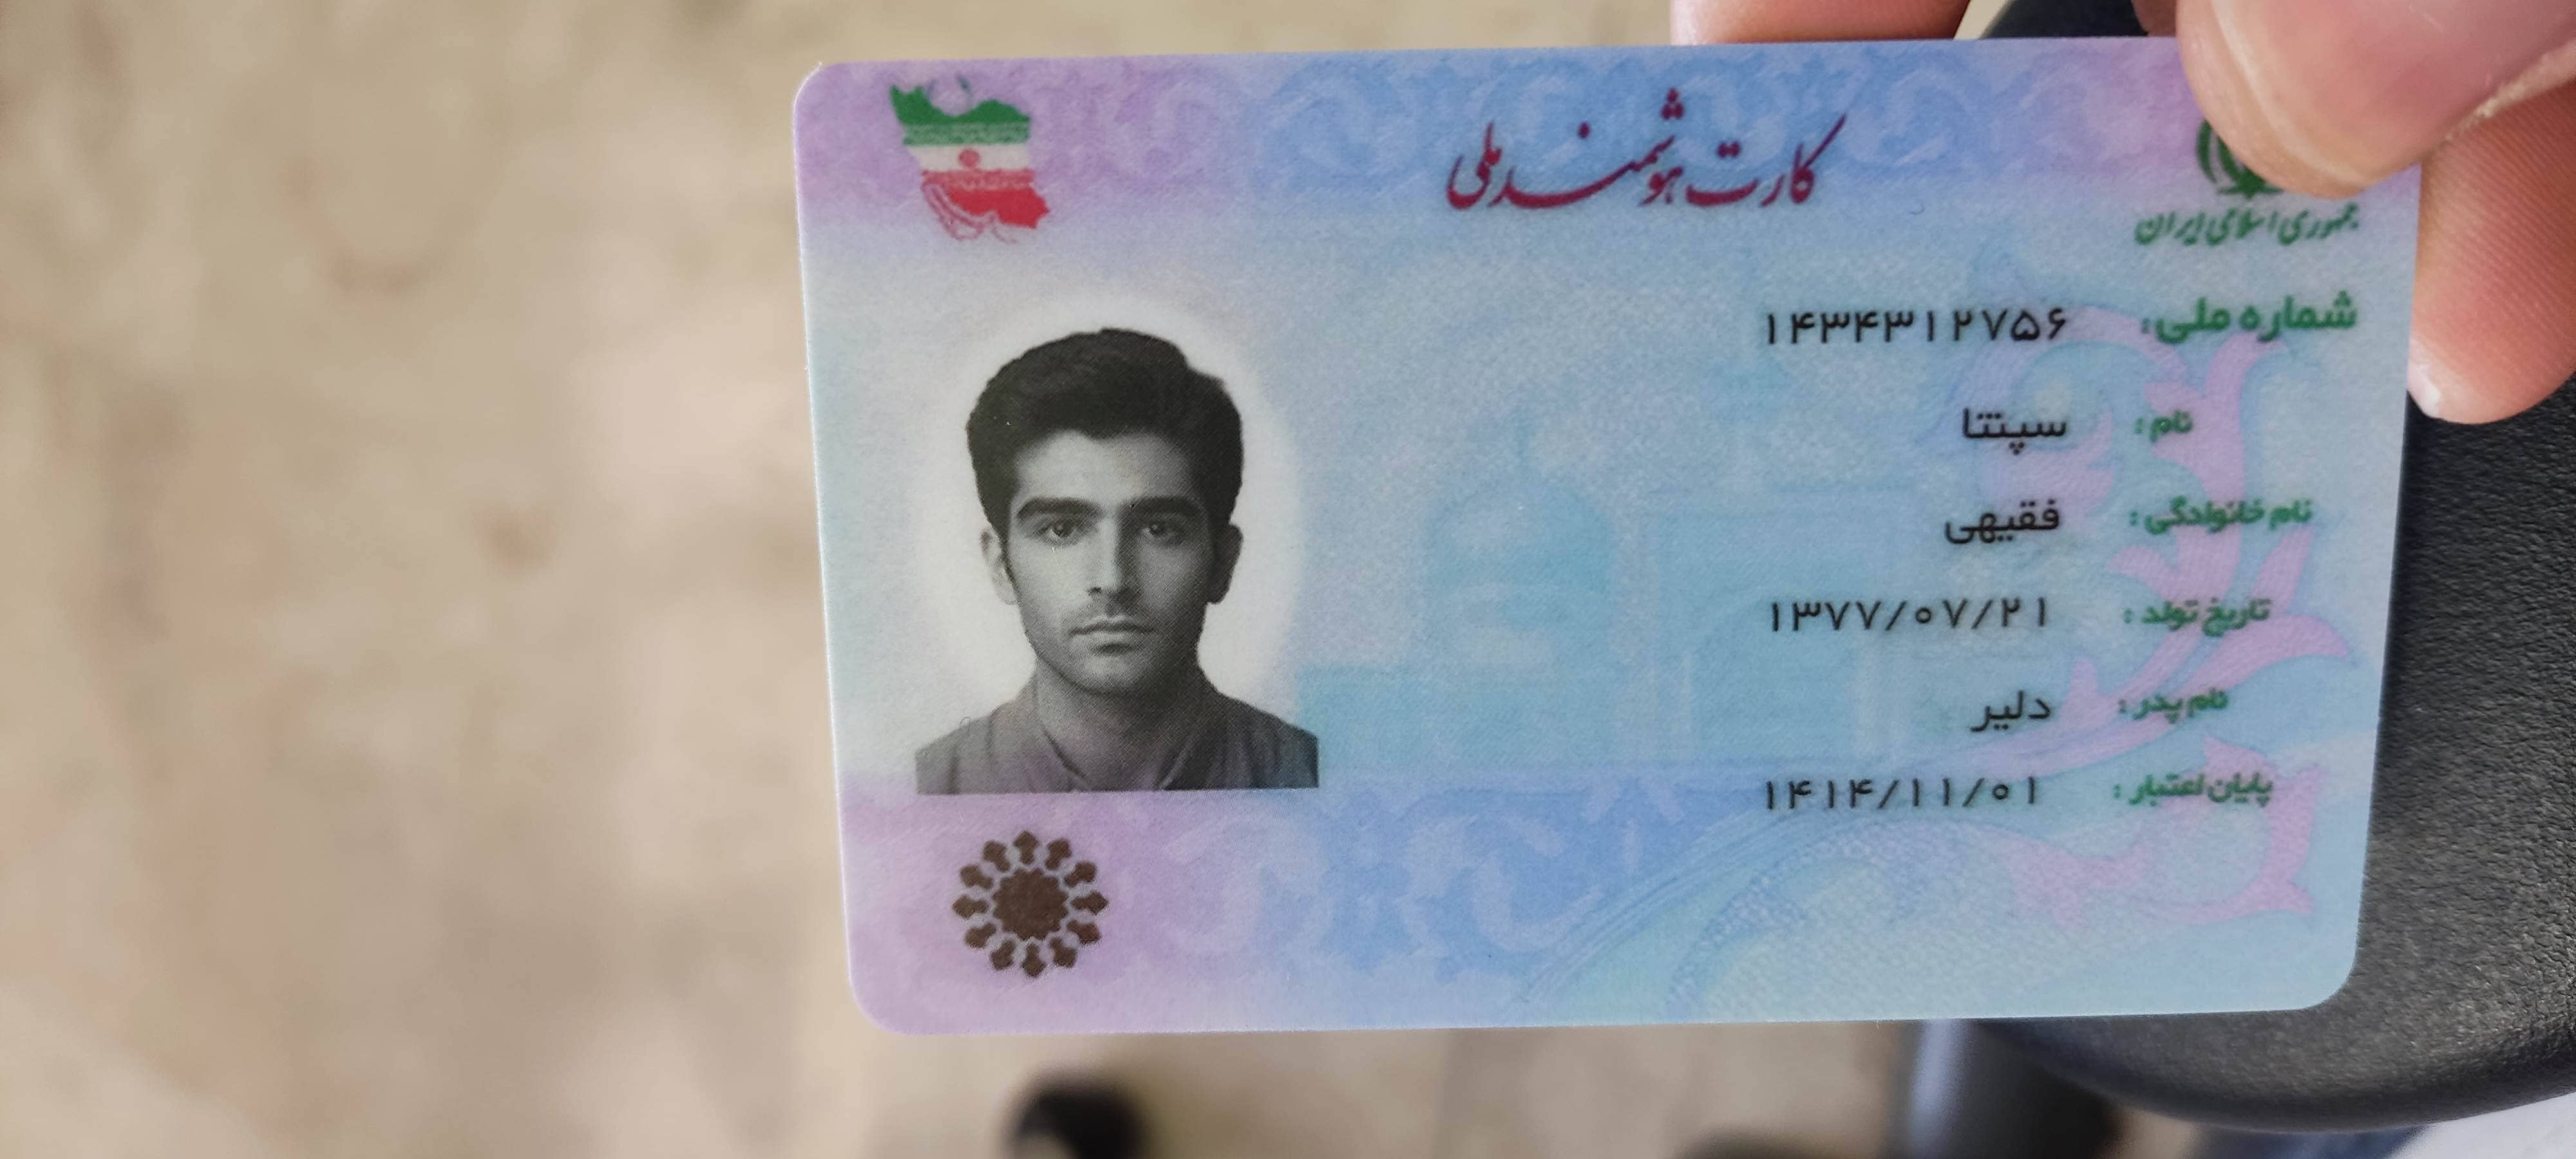 کارت هوشمند ملی
جمهوری اسلامی ایران
شماره ملی: ۱۴۳۴۳۱۲۷۵۶
نام: سپنتا
نام خانوادگی: فقیهی
تاریخ تولد: ۱۳۷۷/۰۷/۲۱
نام پدر: دلیر
پایان اعتبار: ۱۴۱۴/۱۱/۰۱